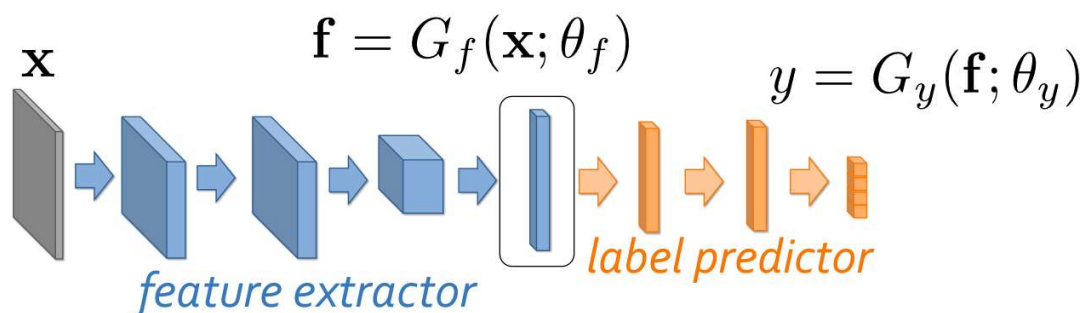 x
f = G_f(x; θ_f)
y = G_y(f; θ_y)
feature extractor
label predictor